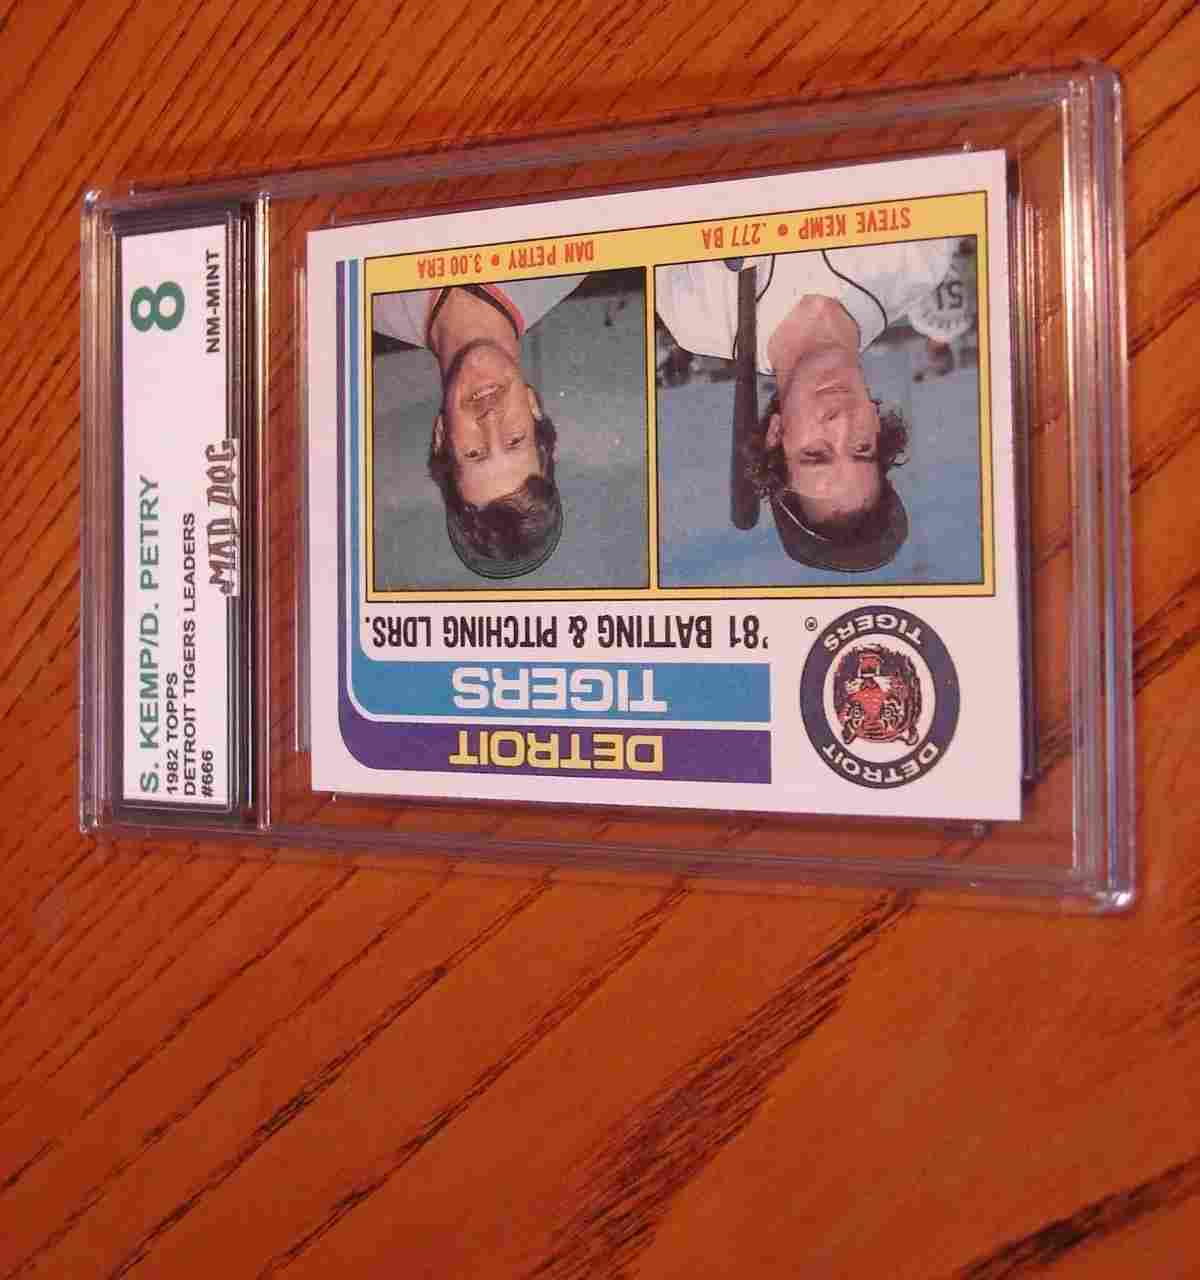 S. KEMP/D. PETRY
1982 TOPPS
DETROIT TIGERS LEADERS
#666
MAD DOG
8
NM-MINT
DETROIT
TIGERS
'81 BATTING & PITCHING LDRS.
DETROIT
TIGERS
®
51
STEVE KEMP • .277 BA
DAN PETRY • 3.00 ERA